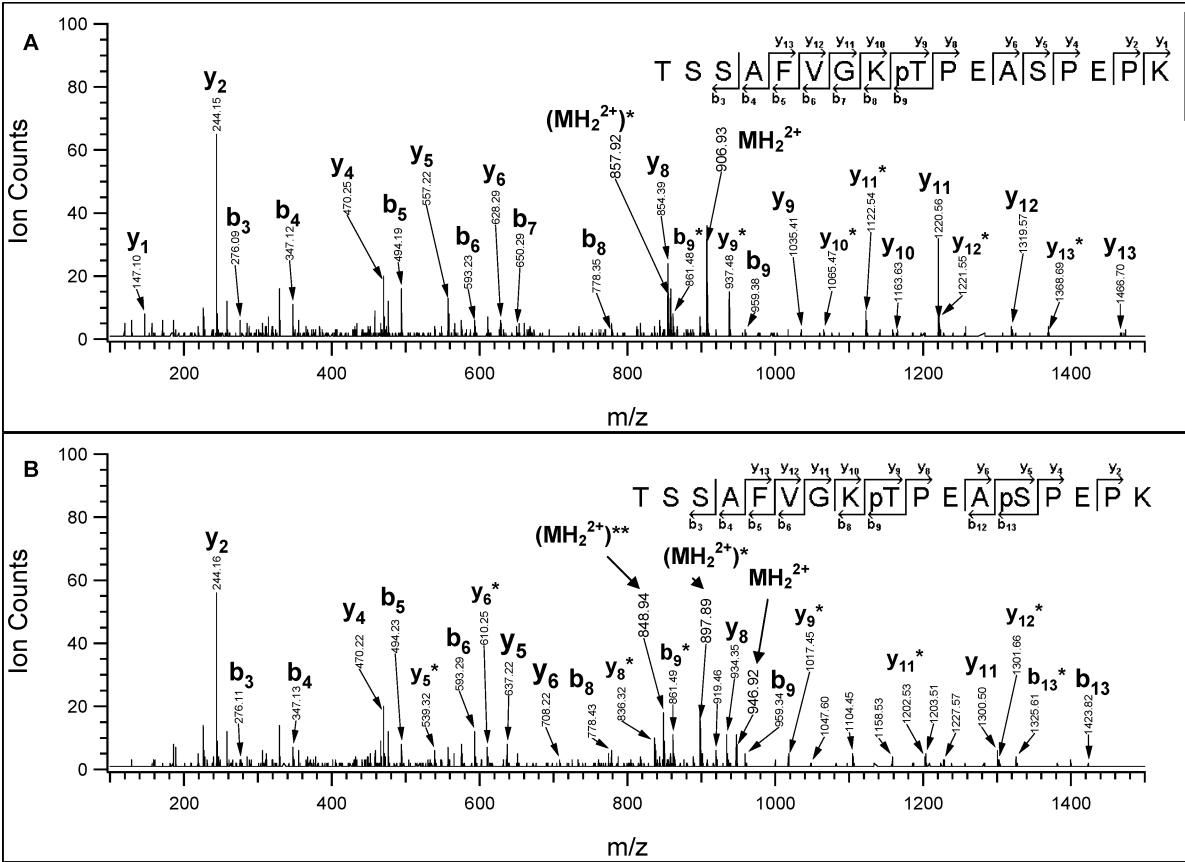 A
100
80
60
40
20
0
Ion Counts
200 400 600 800 1000 1200 1400
m/z
y13 y12 y11 y10 y9 y8 y6 y5 y4 y2 y1
T S S A F V G K pT P E A S P E P K
b3 b4 b5 b6 b7 b8 b9
y1 147.10
y2 244.15
b3 276.09
b4 347.12
y4 470.25
b5 494.19
y5 557.22
b6 593.23
y6 628.29
b7 650.29
b8 778.35
(MH2 2+)* 857.92
y8 854.39
b9* 861.48*
MH2 2+ 906.93
y9* 937.48
b9 959.38
y9 1035.41
y10* 1065.47
y11* 1122.54
y10 1163.63
y11 1220.56
y12* 1221.55
y12 1319.57
y13* 1368.69
y13 1466.70
B
100
80
60
40
20
0
Ion Counts
200 400 600 800 1000 1200 1400
m/z
y13 y12 y11 y10 y9 y8 y6 y5 y4 y2
T S S A F V G K pT P E A pS P E P K
b3 b4 b5 b6 b8 b9 b12 b13
y2 244.16
b3 276.11
b4 347.13
y4 470.22
b5 494.23
y5* 539.32
b6 593.29
y6* 610.25
y5 637.22
y6 708.22
b8 778.43
y8* 836.32
(MH2 2+)** 848.94
b9* 861.49
(MH2 2+)* 897.89
919.46
y8 934.35
MH2 2+ 946.92
b9 959.34
y9* 1017.45
1047.60
1104.45
1158.53
y11* 1202.53
1203.51
1227.57
y11 1300.50
y12* 1301.66
b13* 1325.61
b13 1423.82